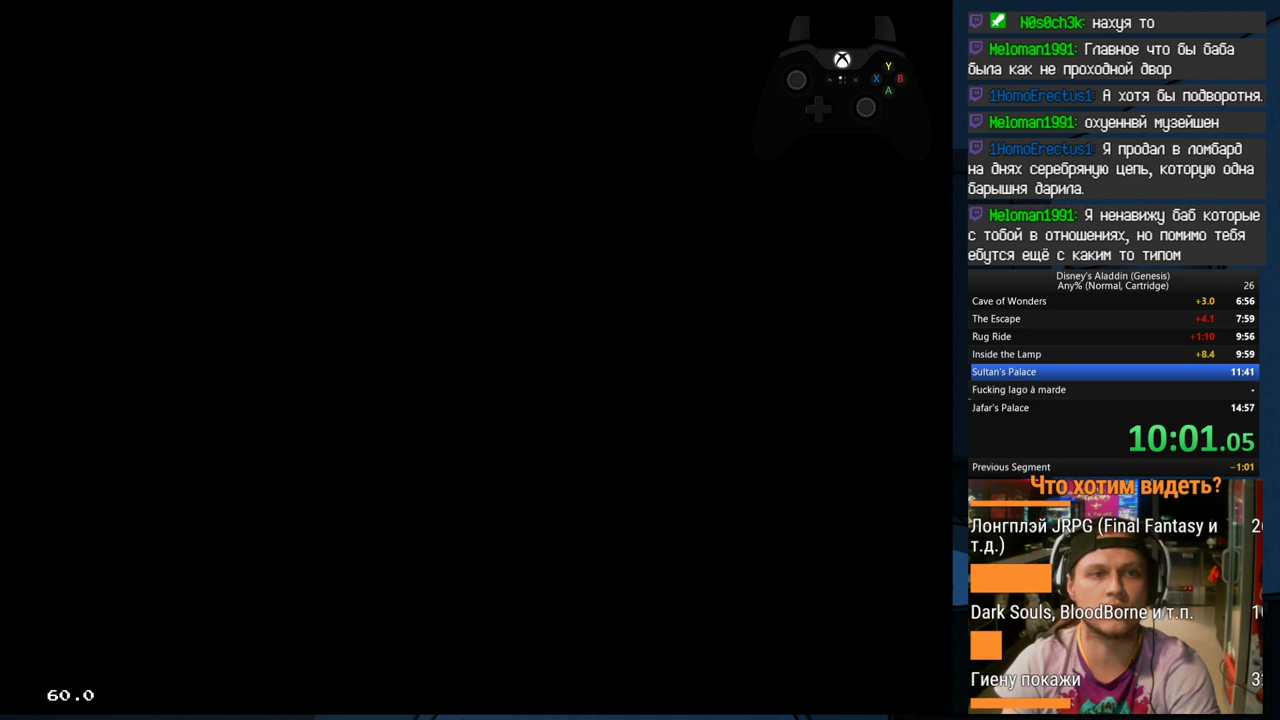 Y
X
B
A
N0s0ch3k: нахуя то
Meloman1991: Главное что бы баба
была как не проходной двор
1HomoErectus1: А хотя бы подворотня.
Meloman1991: охуеннвй музейшен
1HomoErectus1: Я продал в ломбард
на днях серебряную цепь, которую одна
барышня дарила.
Meloman1991: Я ненавижу баб которые
с тобой в отношениях, но помимо тебя
ебутся ещё с каким то типом
Disney's Aladdin (Genesis)
Any% (Normal, Cartridge) 26
Cave of Wonders +3.0 6:56
The Escape +4.1 7:59
Rug Ride +1:10 9:56
Inside the Lamp +8.4 9:59
Sultan's Palace 11:41
Fucking Iago à marde -
Jafar's Palace 14:57
10:01.05
Previous Segment −1:01
Что хотим видеть?
Лонгплэй JRPG (Final Fantasy и
т.д.)
Dark Souls, BloodBorne и т.п.
Гиену покажи
60.0